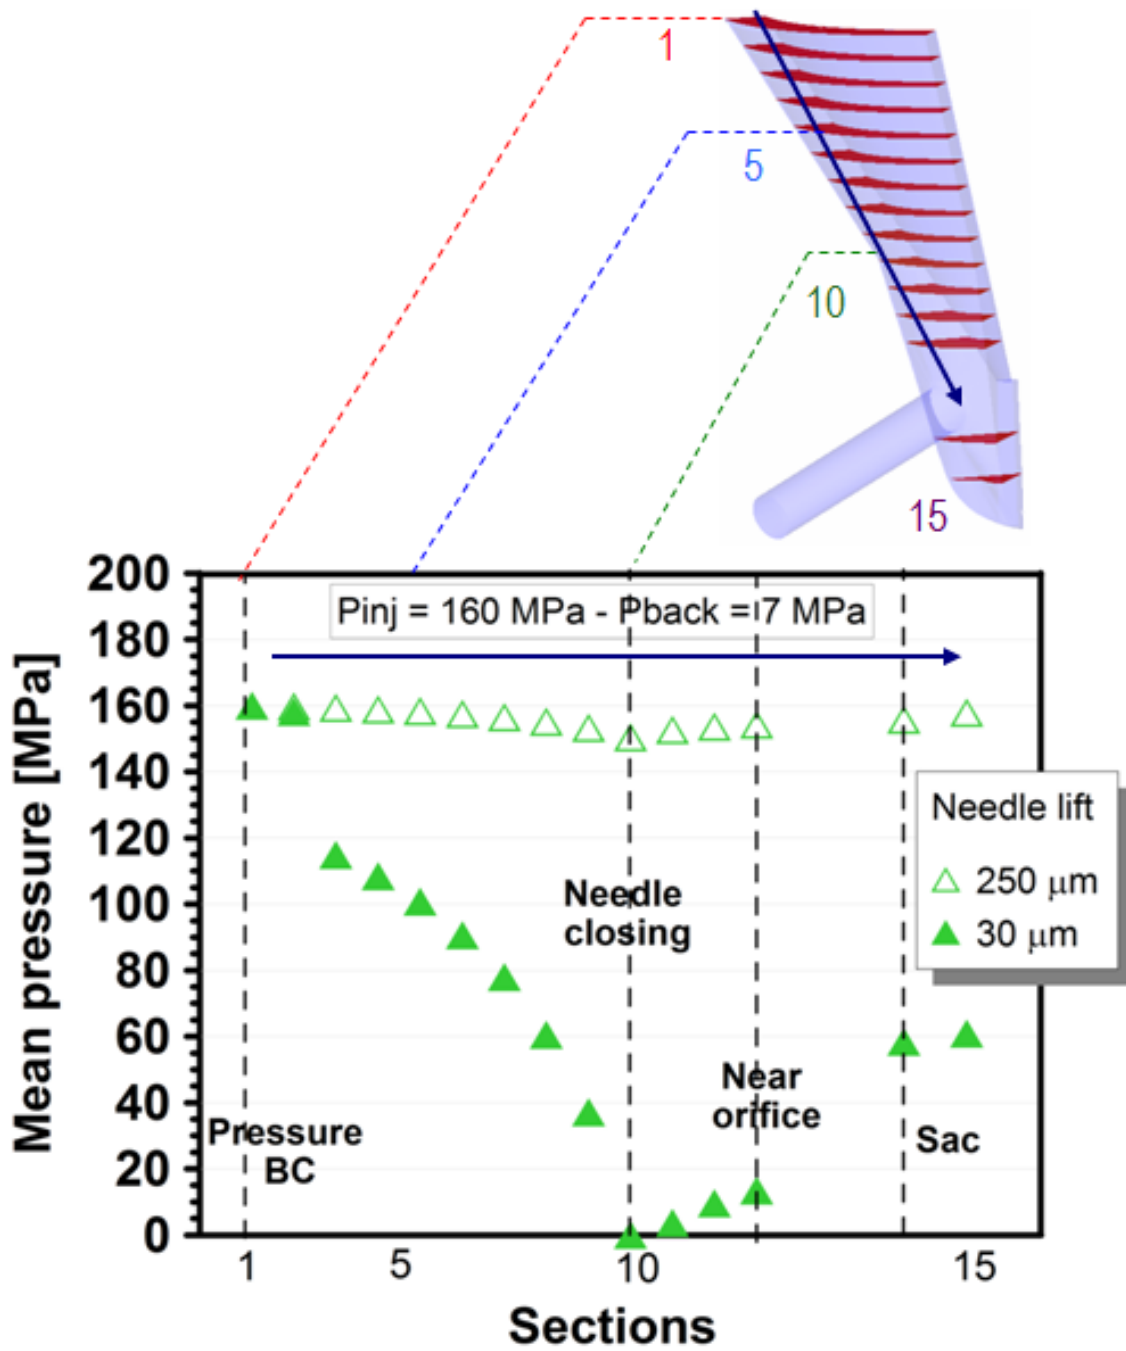 1
5
10
15
Pinj = 160 MPa - Pback = 7 MPa
200
180
160
140
120
100
80
60
40
20
0
Mean pressure [MPa]
Needle lift
250 μm
30 μm
Needle
closing
Near
orifice
Pressure
BC
Sac
1 5 10 15
Sections